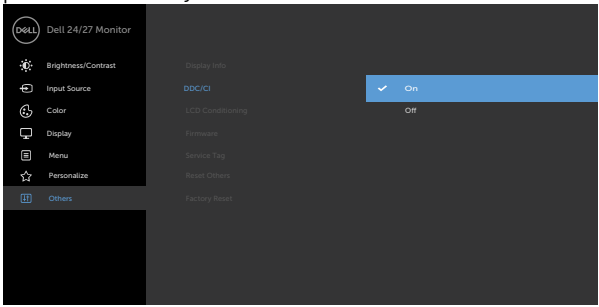 DELL
Dell 24/27 Monitor
Brightness/Contrast
Display Info
Input Source
DDC/CI
On
Color
LCD Conditioning
Off
Display
Firmware
Menu
Service Tag
Personalize
Reset Others
Others
Factory Reset